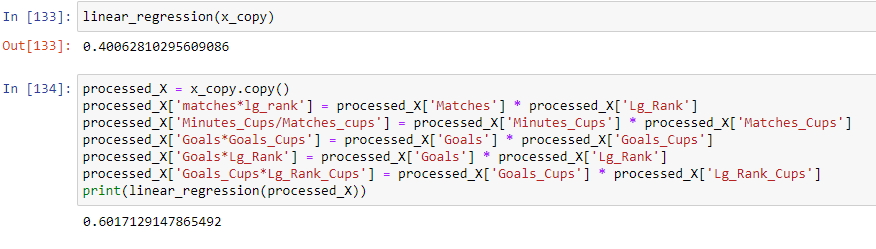 In [133]: linear_regression(x_copy)
Out[133]: 0.40062810295609086
In [134]: processed_X = x_copy.copy()
processed_X['matches*lg_rank'] = processed_X['Matches'] * processed_X['Lg_Rank']
processed_X['Minutes_Cups/Matches_cups'] = processed_X['Minutes_Cups'] * processed_X['Matches_Cups']
processed_X['Goals*Goals_Cups'] = processed_X['Goals'] * processed_X['Goals_Cups']
processed_X['Goals*Lg_Rank'] = processed_X['Goals'] * processed_X['Lg_Rank']
processed_X['Goals_Cups*Lg_Rank_Cups'] = processed_X['Goals_Cups'] * processed_X['Lg_Rank_Cups']
print(linear_regression(processed_X))
0.6017129147865492